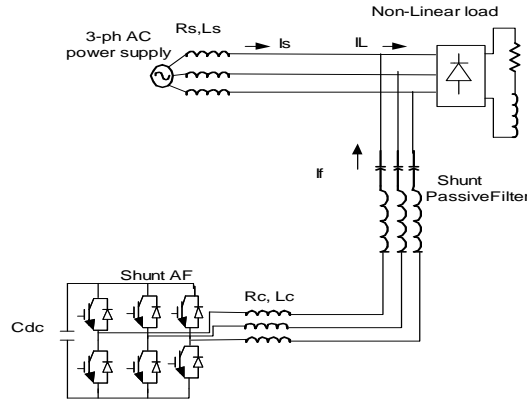 Non-Linear load
3-ph AC
power supply
Rs,Ls
Is
IL
If
Shunt
PassiveFilter
Shunt AF
Rc, Lc
Cdc